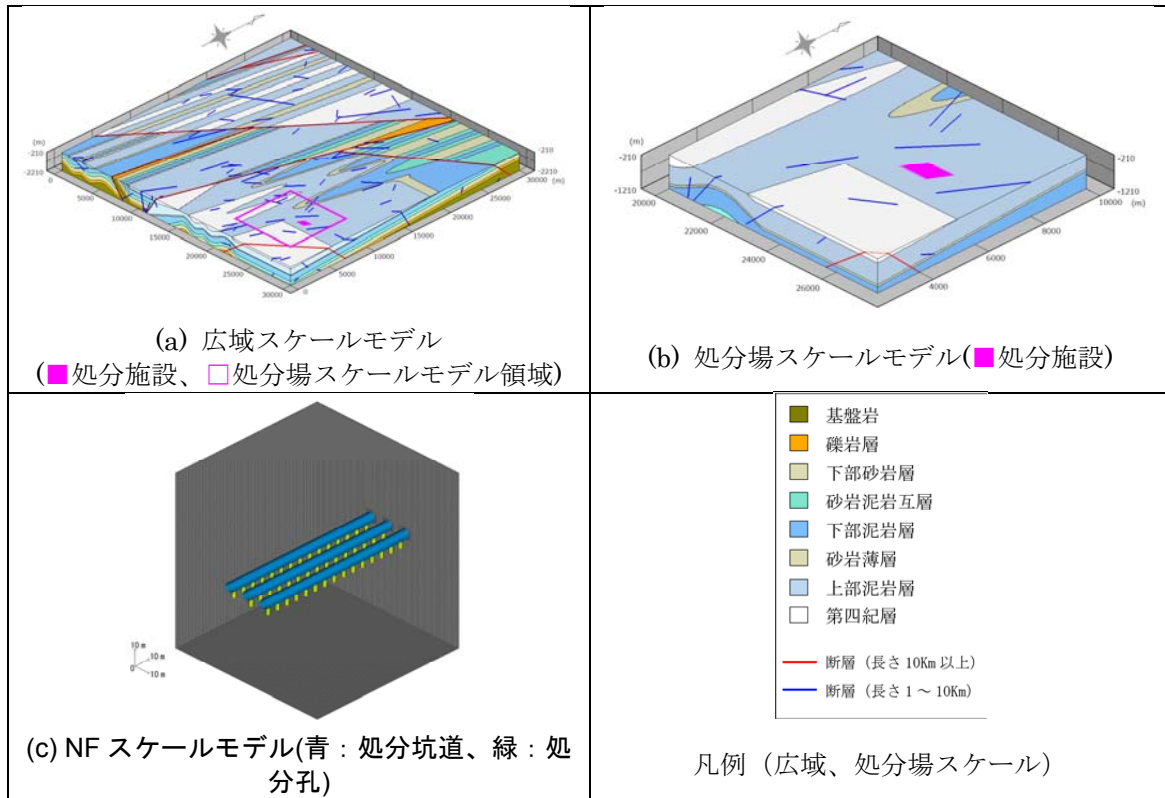 (m)
-210
-2210
0
5000
10000
15000
20000
25000
30000
0
5000
10000
15000
20000
25000
30000 (m)
-210
-2210
(a) 広域スケールモデル
(■処分施設、□処分場スケールモデル領域)
(m)
-210
-1210
20000
22000
24000
26000
4000
6000
8000
10000
-210
-1210
(m)
(b) 処分場スケールモデル(■処分施設)
10 m
10 m
0
10 m
(c) NF スケールモデル(青：処分坑道、緑：処
分孔)
基盤岩
礫岩層
下部砂岩層
砂岩泥岩互層
下部泥岩層
砂岩薄層
上部泥岩層
第四紀層
断層（長さ 10Km 以上）
断層（長さ 1 ～ 10Km）
凡例（広域、処分場スケール）